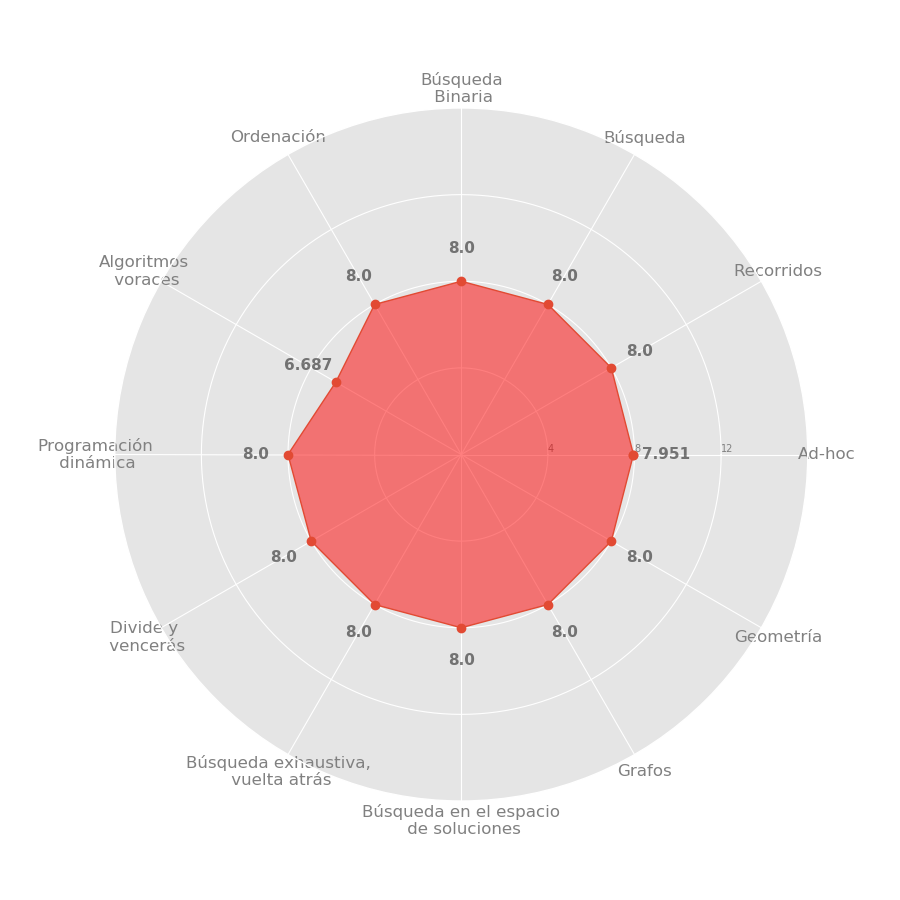 Búsqueda
Binaria
Ordenación
Búsqueda
8.0
Algoritmos
voraces
8.0
8.0
Recorridos
6.687
8.0
Programación
dinámica
8.0
4
8
7.951
12
Ad-hoc
8.0
8.0
Divide y
vencerás
8.0
8.0
8.0
Geometría
Búsqueda exhaustiva,
vuelta atrás
Grafos
Búsqueda en el espacio
de soluciones